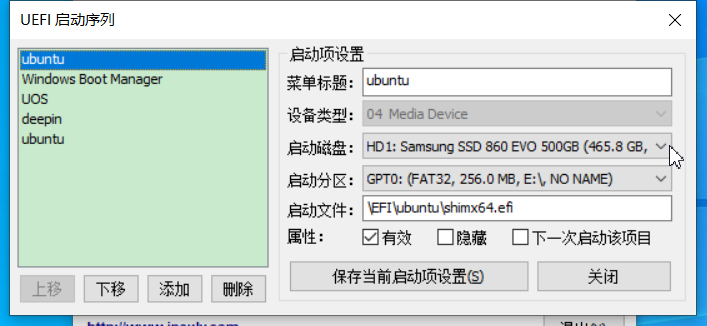 UEFI 启动序列
ubuntu
Windows Boot Manager
UOS
deepin
ubuntu
上移
下移
添加
删除
启动项设置
菜单标题: ubuntu
设备类型: 04 Media Device
启动磁盘: HD1: Samsung SSD 860 EVO 500GB (465.8 GB,
启动分区: GPT0: (FAT32, 256.0 MB, E:\, NO NAME)
启动文件: \EFI\ubuntu\shimx64.efi
属性: 有效 隐藏 下一次启动该项目
保存当前启动项设置(S)
关闭